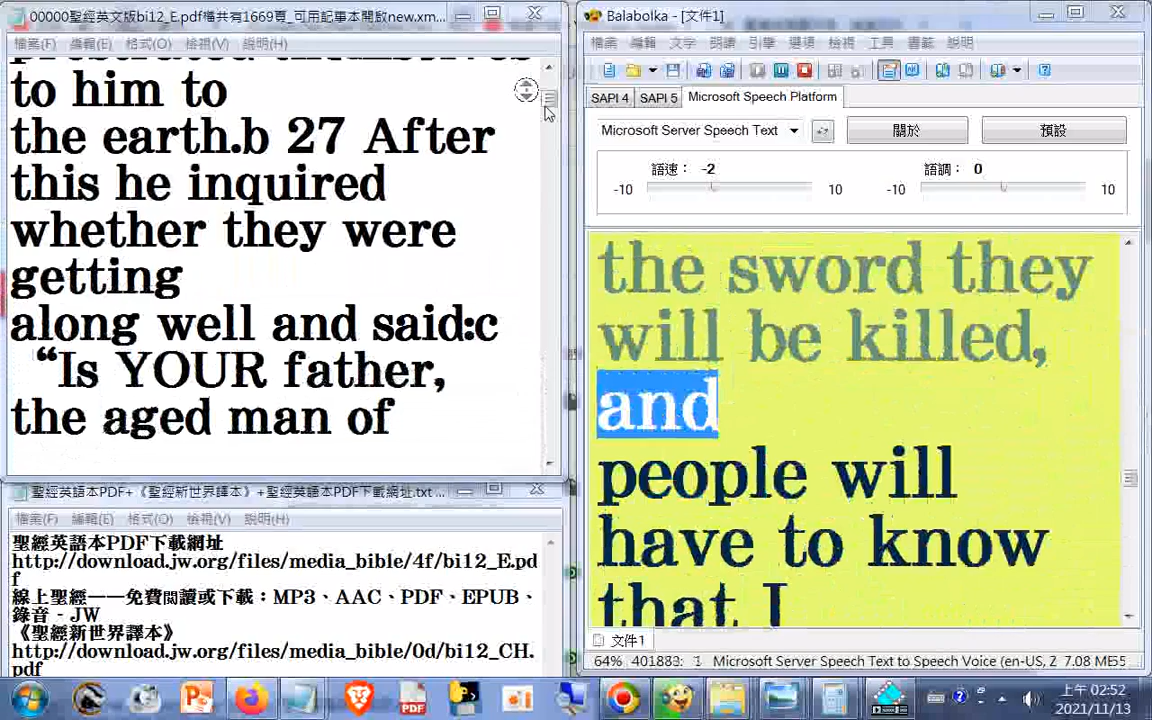 00000聖經英文版bi12_E.pdf檔共有1669頁_可用記事本開啟new.xm...
檔案(F) 編輯(E) 格式(O) 檢視(V) 說明(H)
prostrated themselves
to him to
the earth.b 27 After
this he inquired
whether they were
getting
along well and said:c
“Is YOUR father,
the aged man of
聖經英語本PDF+《聖經新世界譯本》+聖經英語本PDF下載網址.txt ...
檔案(F) 編輯(E) 格式(O) 檢視(V) 說明(H)
聖經英語本PDF下載網址
http://download.jw.org/files/media_bible/4f/bi12_E.pd
f
線上聖經——免費閱讀或下載：MP3、AAC、PDF、EPUB、
錄音 - JW
《聖經新世界譯本》
http://download.jw.org/files/media_bible/0d/bi12_CH.
pdf
Balabolka - [文件1]
檔案 編輯 文字 朗讀 引擎 選項 檢視 工具 書籤 說明
SAPI 4 SAPI 5 Microsoft Speech Platform
Microsoft Server Speech Text 關於 預設
語速： -2 語調： 0
-10 10 -10 10
the sword they
will be killed,
and
people will
have to know
that I
文件1
64% 401883: 1 Microsoft Server Speech Text to Speech Voice (en-US, Z 7.08 ME55
PDF
上午 02:52
2021/11/13